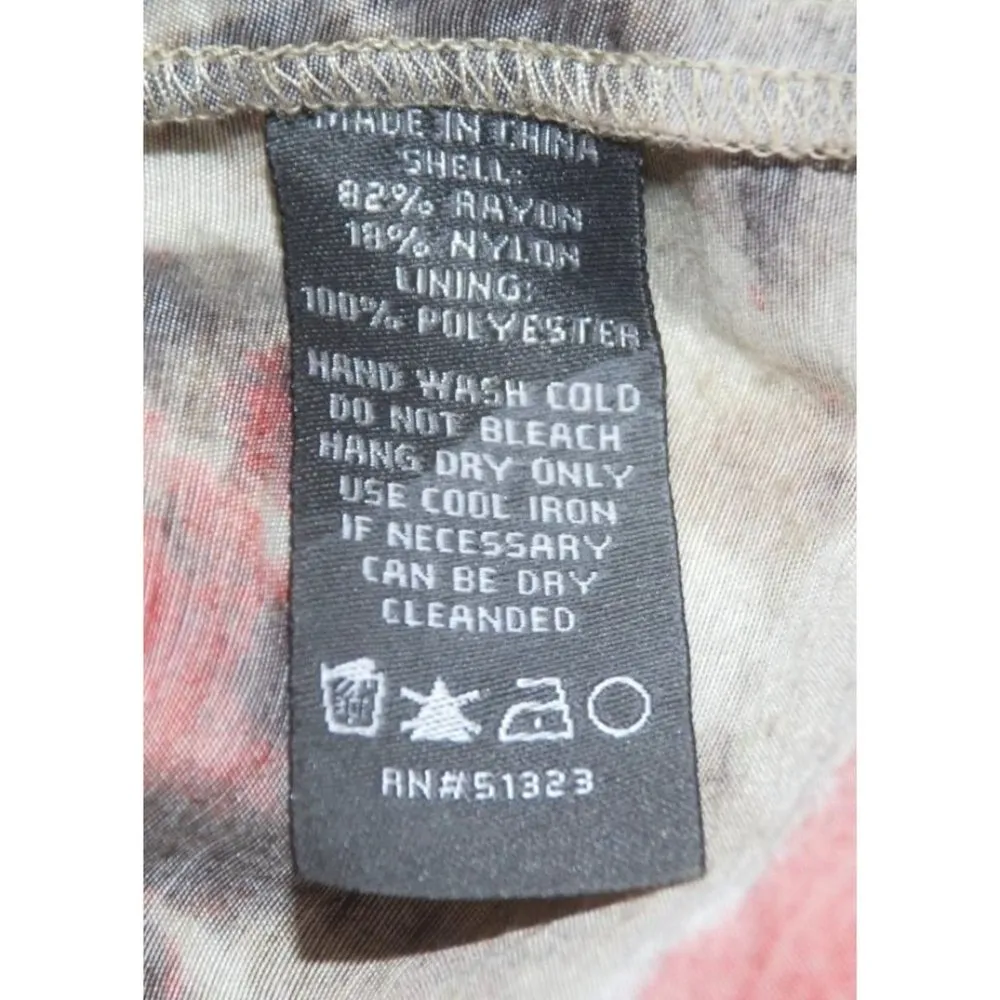 MADE IN CHINA
SHELL:
82% RAYON
18% NYLON
LINING:
100% POLYESTER
HAND WASH COLD
DO NOT BLEACH
HANG DRY ONLY
USE COOL IRON
IF NECESSARY
CAN BE DRY
CLEANDED
RN#51323